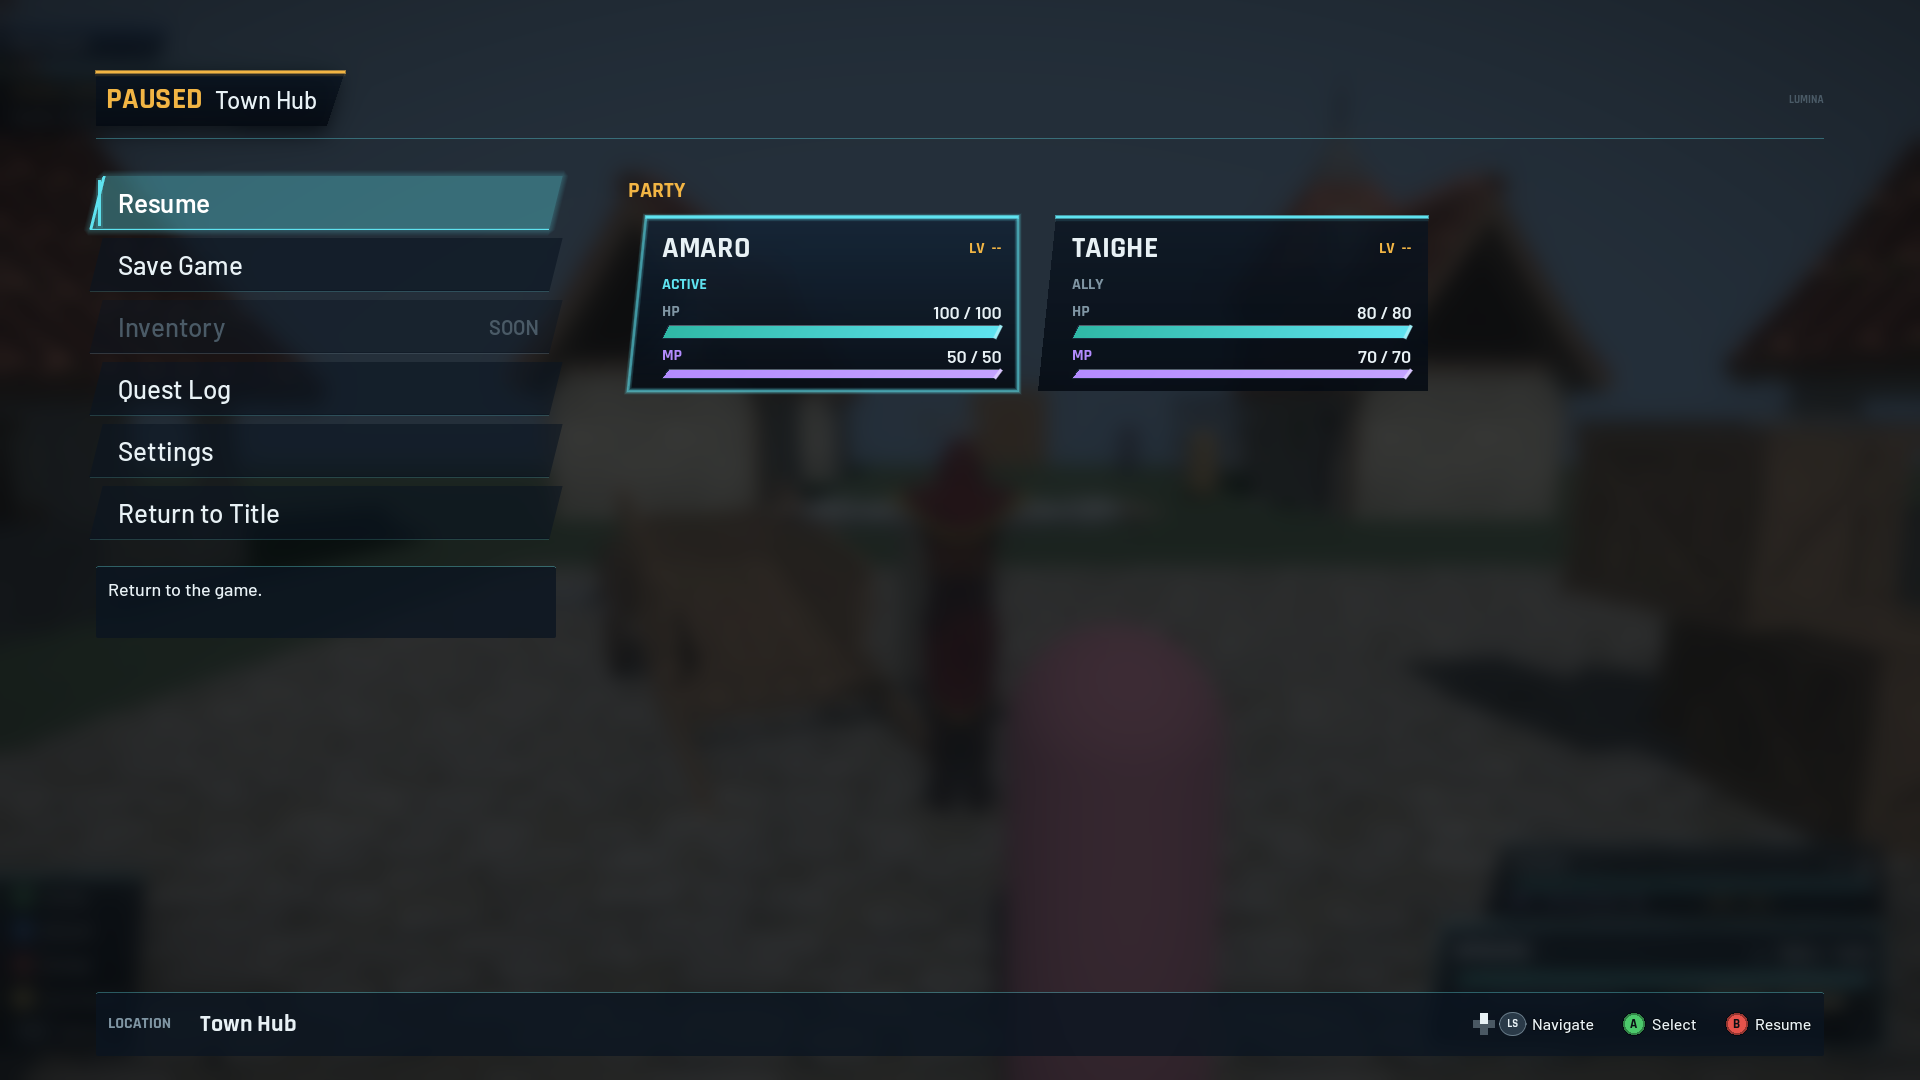 PAUSED Town Hub
LUMINA
Resume
Save Game
Inventory SOON
Quest Log
Settings
Return to Title
Return to the game.
PARTY
AMARO LV --
ACTIVE
HP 100 / 100
MP 50 / 50
TAIGHE LV --
ALLY
HP 80 / 80
MP 70 / 70
LOCATION Town Hub
LS Navigate A Select B Resume